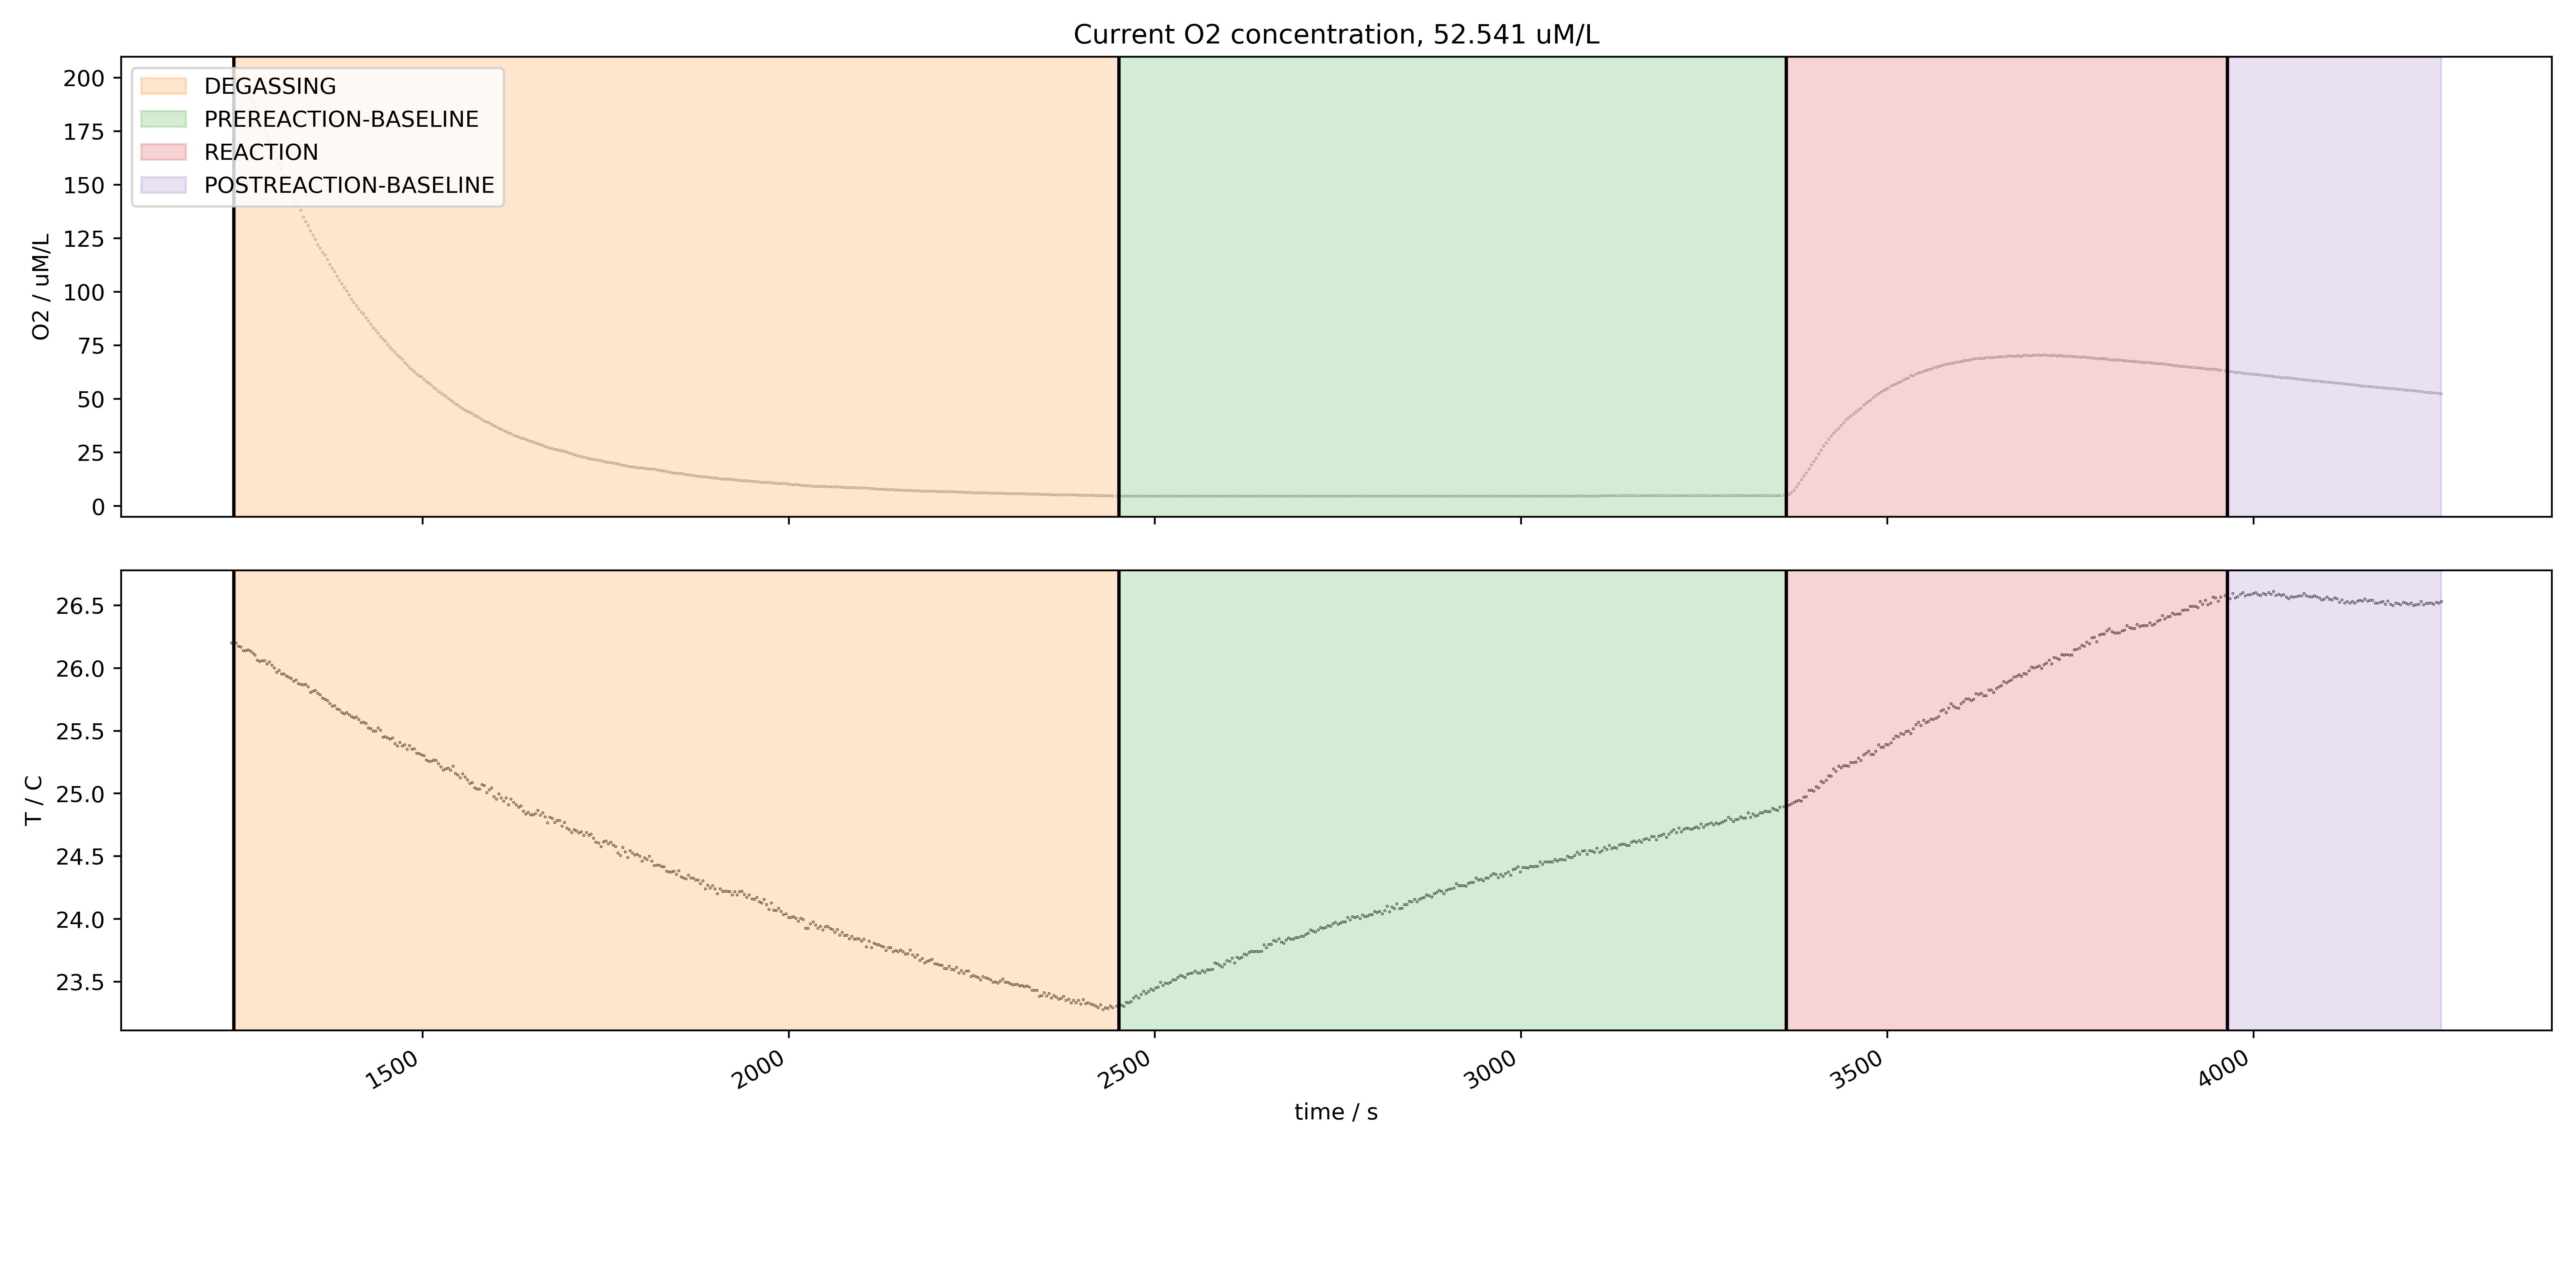 Current O2 concentration, 52.541 uM/L
DEGASSING
PREREACTION-BASELINE
REACTION
POSTREACTION-BASELINE
200
175
150
125
100
75
50
25
0
O2 / uM/L
26.5
26.0
25.5
25.0
24.5
24.0
23.5
T / C
1500
2000
2500
3000
3500
4000
time / s